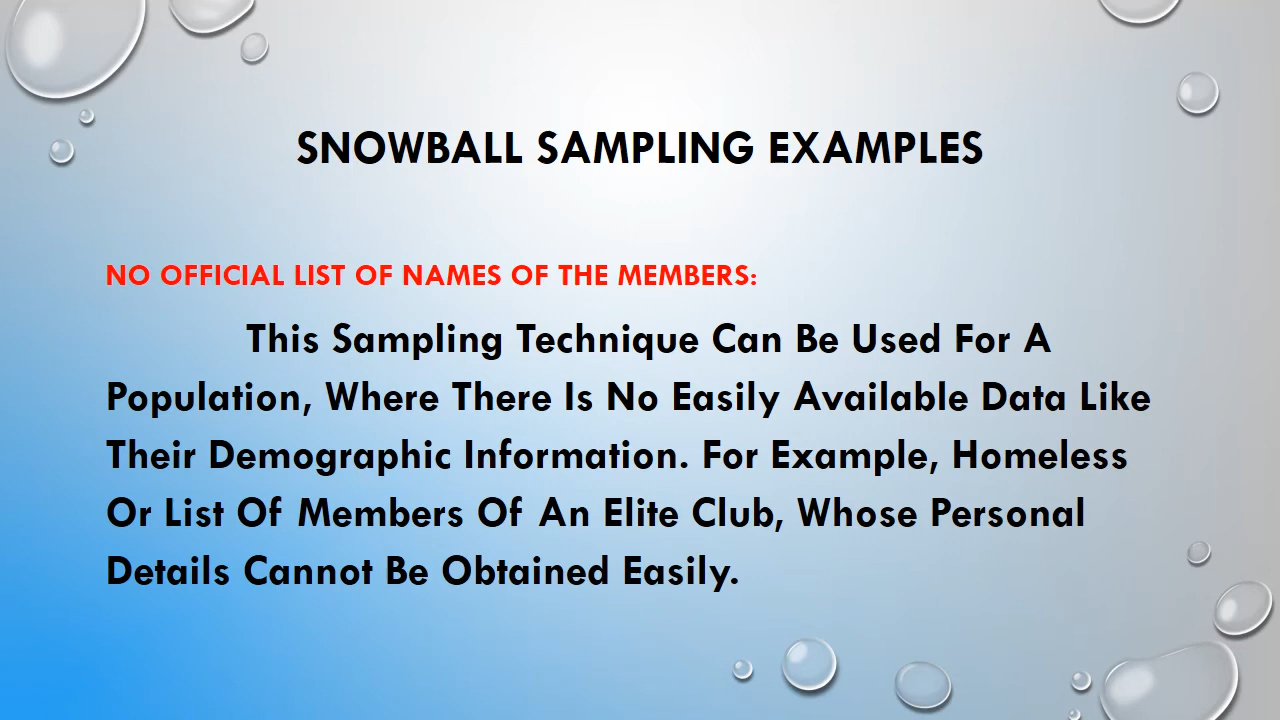 SNOWBALL SAMPLING EXAMPLES
NO OFFICIAL LIST OF NAMES OF THE MEMBERS:
This Sampling Technique Can Be Used For A
Population, Where There Is No Easily Available Data Like
Their Demographic Information. For Example, Homeless
Or List Of Members Of An Elite Club, Whose Personal
Details Cannot Be Obtained Easily.